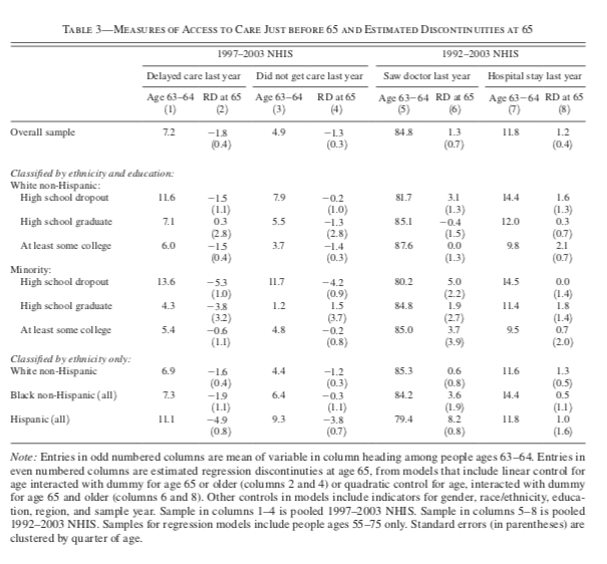 TABLE 3—MEASURES OF ACCESS TO CARE JUST BEFORE 65 AND ESTIMATED DISCONTINUITIES AT 65
1997–2003 NHIS 1992–2003 NHIS
Delayed care last year Did not get care last year Saw doctor last year Hospital stay last year
Age 63–64 RD at 65 Age 63–64 RD at 65 Age 63–64 RD at 65 Age 63–64 RD at 65
(1) (2) (3) (4) (5) (6) (7) (8)
Overall sample 7.2 −1.8 4.9 −1.3 84.8 1.3 11.8 1.2
(0.4) (0.3) (0.7) (0.4)
Classified by ethnicity and education:
White non-Hispanic:
High school dropout 11.6 −1.5 7.9 −0.2 81.7 3.1 14.4 1.6
(1.1) (1.0) (1.3) (1.3)
High school graduate 7.1 0.3 5.5 −1.3 85.1 −0.4 12.0 0.3
(2.8) (2.8) (1.5) (0.7)
At least some college 6.0 −1.5 3.7 −1.4 87.6 0.0 9.8 2.1
(0.4) (0.3) (1.3) (0.7)
Minority:
High school dropout 13.6 −5.3 11.7 −4.2 80.2 5.0 14.5 0.0
(1.0) (0.9) (2.2) (1.4)
High school graduate 4.3 −3.8 1.2 1.5 84.8 1.9 11.4 1.8
(3.2) (3.7) (2.7) (1.4)
At least some college 5.4 −0.6 4.8 −0.2 85.0 3.7 9.5 0.7
(1.1) (0.8) (3.9) (2.0)
Classified by ethnicity only:
White non-Hispanic 6.9 −1.6 4.4 −1.2 85.3 0.6 11.6 1.3
(0.4) (0.3) (0.8) (0.5)
Black non-Hispanic (all) 7.3 −1.9 6.4 −0.3 84.2 3.6 14.4 0.5
(1.1) (1.1) (1.9) (1.1)
Hispanic (all) 11.1 −4.9 9.3 −3.8 79.4 8.2 11.8 1.0
(0.8) (0.7) (0.8) (1.6)
Note: Entries in odd numbered columns are mean of variable in column heading among people ages 63–64. Entries in
even numbered columns are estimated regression discontinuties at age 65, from models that include linear control for
age interacted with dummy for age 65 or older (columns 2 and 4) or quadratic control for age, interacted with dummy
for age 65 and older (columns 6 and 8). Other controls in models include indicators for gender, race/ethnicity, educa-
tion, region, and sample year. Sample in columns 1–4 is pooled 1997–2003 NHIS. Sample in columns 5–8 is pooled
1992–2003 NHIS. Samples for regression models include people ages 55–75 only. Standard errors (in parentheses) are
clustered by quarter of age.